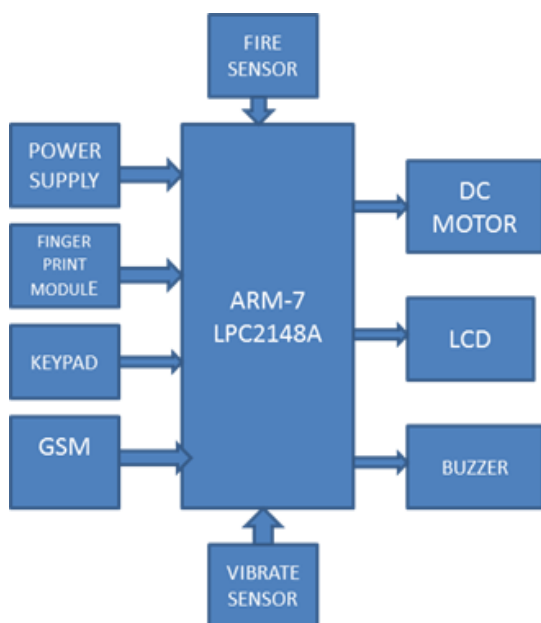 FIRE
SENSOR
POWER
SUPPLY
FINGER
PRINT
MODULE
KEYPAD
GSM
ARM-7
LPC2148A
DC
MOTOR
LCD
BUZZER
VIBRATE
SENSOR